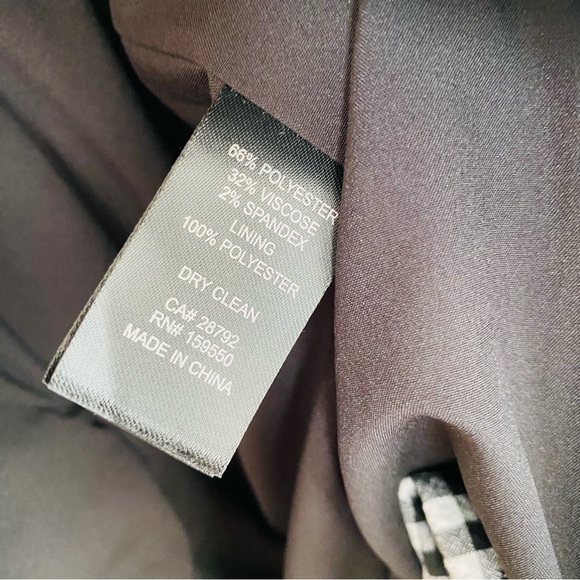 66% POLYESTER
32% VISCOSE
2% SPANDEX
LINING
100% POLYESTER
DRY CLEAN
CA# 28792
RN# 159550
MADE IN CHINA